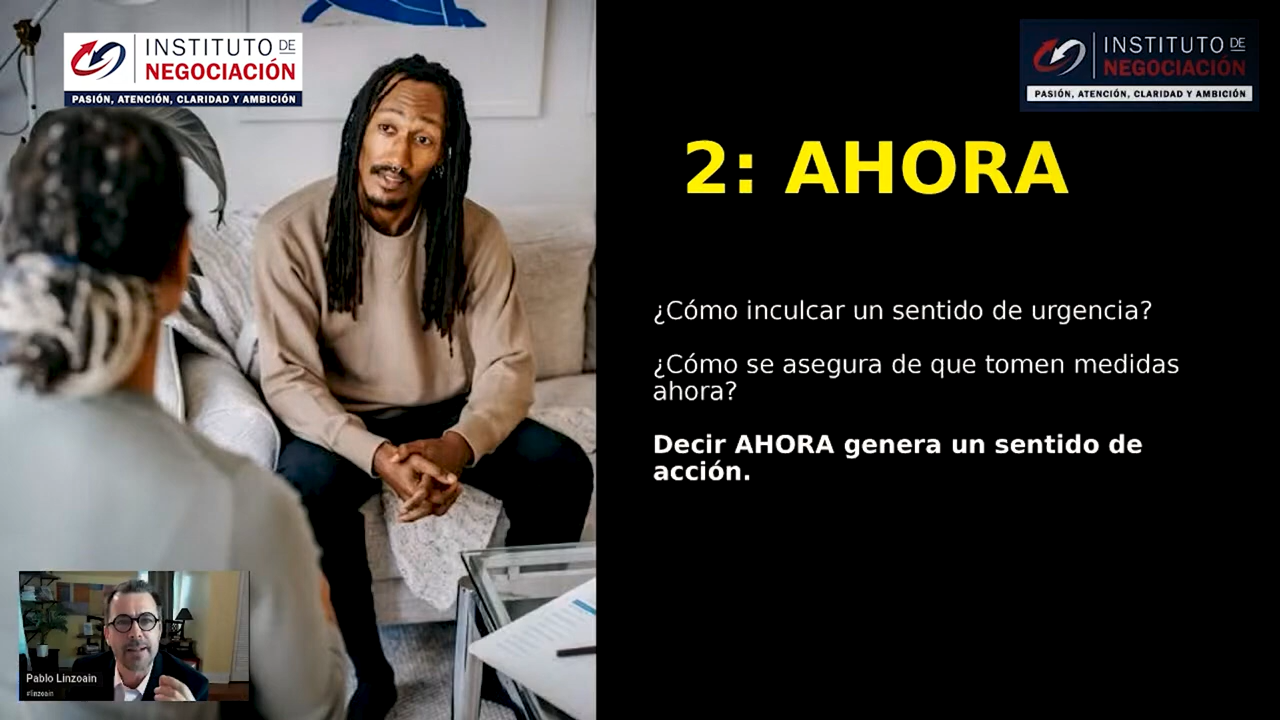 INSTITUTO DE
NEGOCIACIÓN
PASIÓN, ATENCIÓN, CLARIDAD Y AMBICIÓN
INSTITUTO DE
NEGOCIACIÓN
PASIÓN, ATENCIÓN, CLARIDAD Y AMBICIÓN
2: AHORA
¿Cómo inculcar un sentido de urgencia?
¿Cómo se asegura de que tomen medidas
ahora?
Decir AHORA genera un sentido de
acción.
Pablo Linzoain
#linzoain